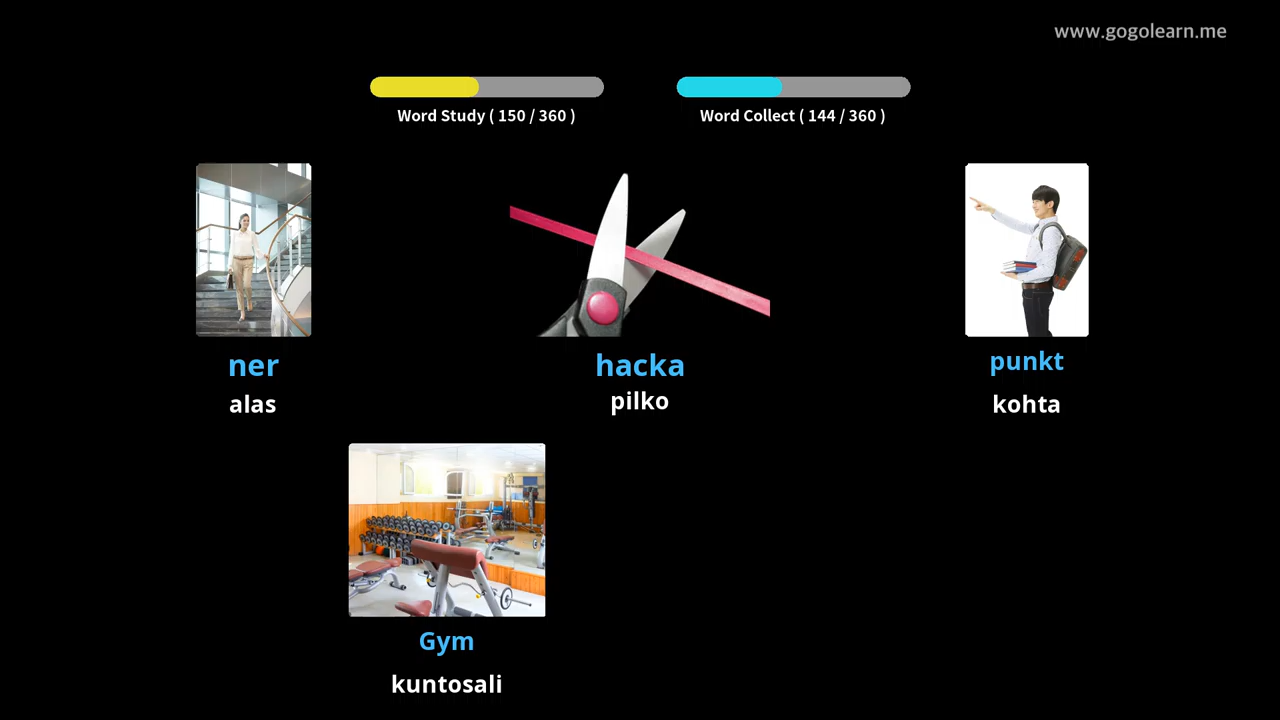 www.gogolearn.me
Word Study ( 150 / 360 )
Word Collect ( 144 / 360 )
ner
hacka
punkt
alas
pilko
kohta
Gym
kuntosali